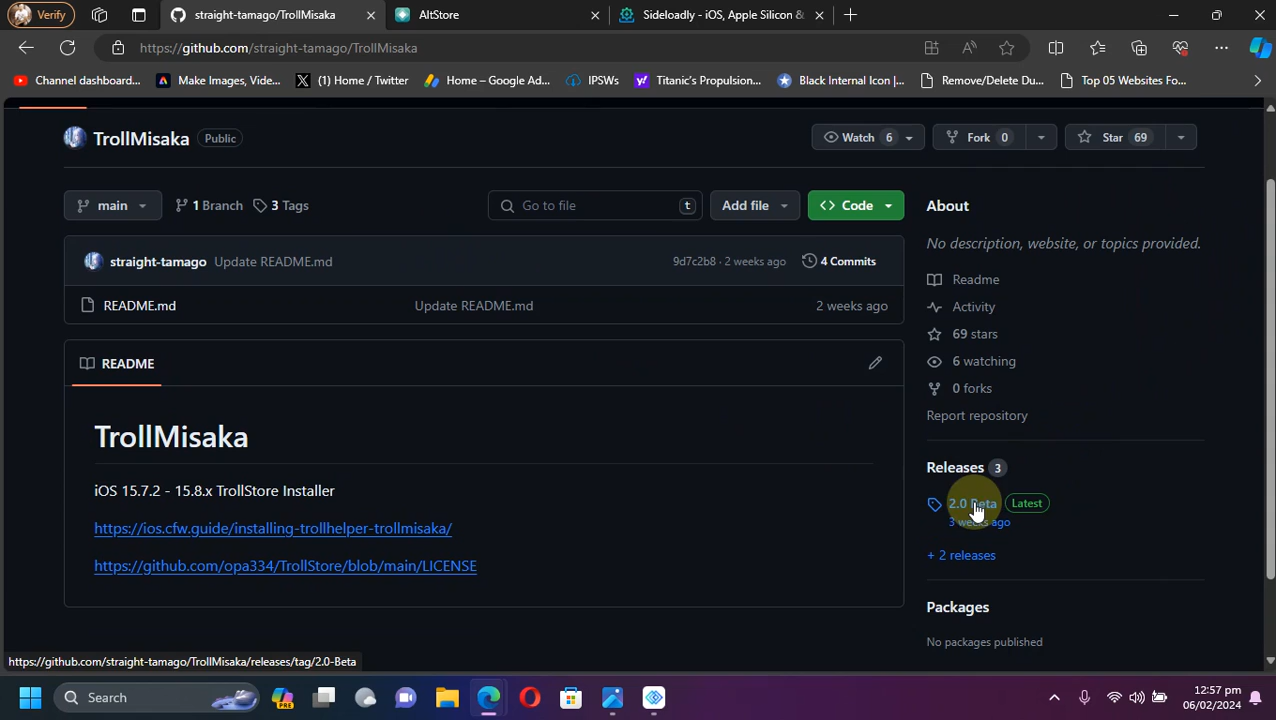 Verify
straight-tamago/TrollMisaka
AltStore
Sideloadly - iOS, Apple Silicon &
https://github.com/straight-tamago/TrollMisaka
Channel dashboard...
Make Images, Vide...
(1) Home / Twitter
Home – Google Ad...
IPSWs
Titanic's Propulsion...
Black Internal Icon |...
Remove/Delete Du...
Top 05 Websites Fo...
TrollMisaka Public
Watch 6
Fork 0
Star 69
main
1 Branch
3 Tags
Go to file t
Add file
<> Code
About
straight-tamago Update README.md 9d7c2b8 · 2 weeks ago 4 Commits
No description, website, or topics provided.
README.md Update README.md 2 weeks ago
Readme
Activity
69 stars
6 watching
0 forks
Report repository
README
TrollMisaka
iOS 15.7.2 - 15.8.x TrollStore Installer
https://ios.cfw.guide/installing-trollhelper-trollmisaka/
https://github.com/opa334/TrollStore/blob/main/LICENSE
Releases 3
2.0 Beta Latest
3 weeks ago
+ 2 releases
Packages
No packages published
https://github.com/straight-tamago/TrollMisaka/releases/tag/2.0-Beta
Search
PRE
12:57 pm
06/02/2024